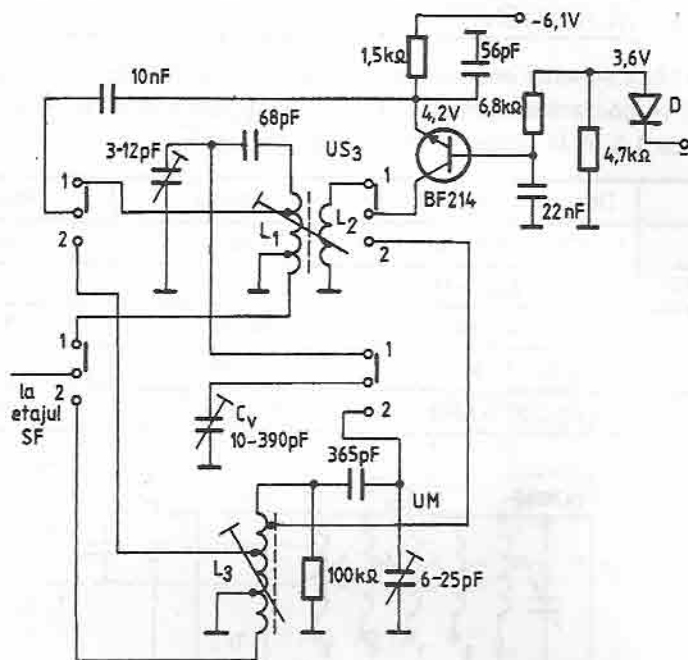 -6,1V
1,5kΩ
56pF
3,6V
10nF
4,2V
6,8kΩ
D
68pF
US3
3-12pF
4,7kΩ
BF214
22nF
1
1
L1
L2
2
2
1
1
la
etajul
SF
2
Cv
10-390pF
2
365pF
UM
L3
100kΩ
6-25pF